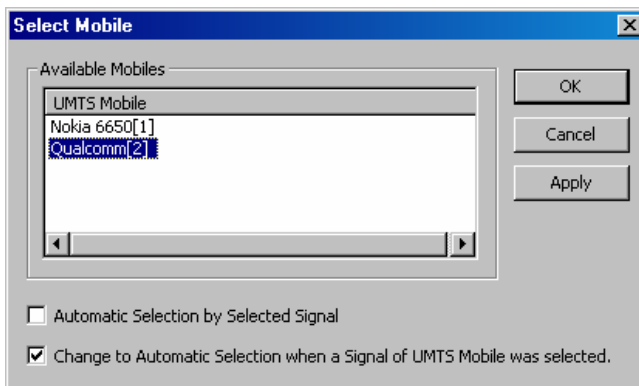 Select Mobile
Available Mobiles
UMTS Mobile
Nokia 6650[1]
Qualcomm[2]
OK
Cancel
Apply
Automatic Selection by Selected Signal
Change to Automatic Selection when a Signal of UMTS Mobile was selected.